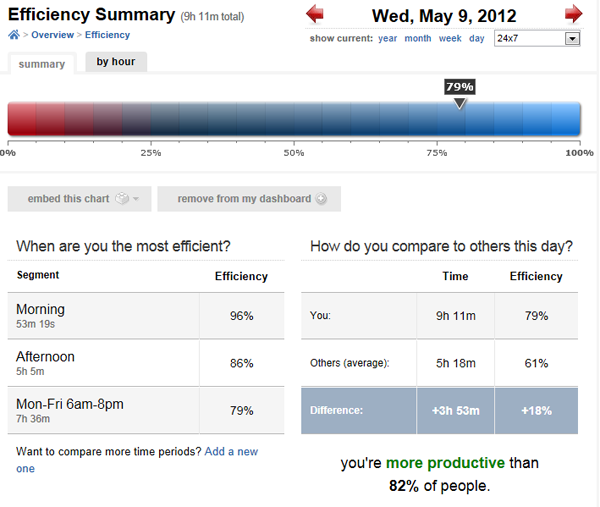 Efficiency Summary (9h 11m total)
> Overview > Efficiency
Wed, May 9, 2012
show current: year month week day 24x7
summary
by hour
79%
0% 25% 50% 75% 100%
embed this chart
remove from my dashboard
When are you the most efficient?
Segment Efficiency
Morning
53m 19s
96%
Afternoon
5h 5m
86%
Mon-Fri 6am-8pm
7h 36m
79%
Want to compare more time periods? Add a new
one
How do you compare to others this day?
Time Efficiency
You: 9h 11m 79%
Others (average): 5h 18m 61%
Difference: +3h 53m +18%
you're more productive than
82% of people.